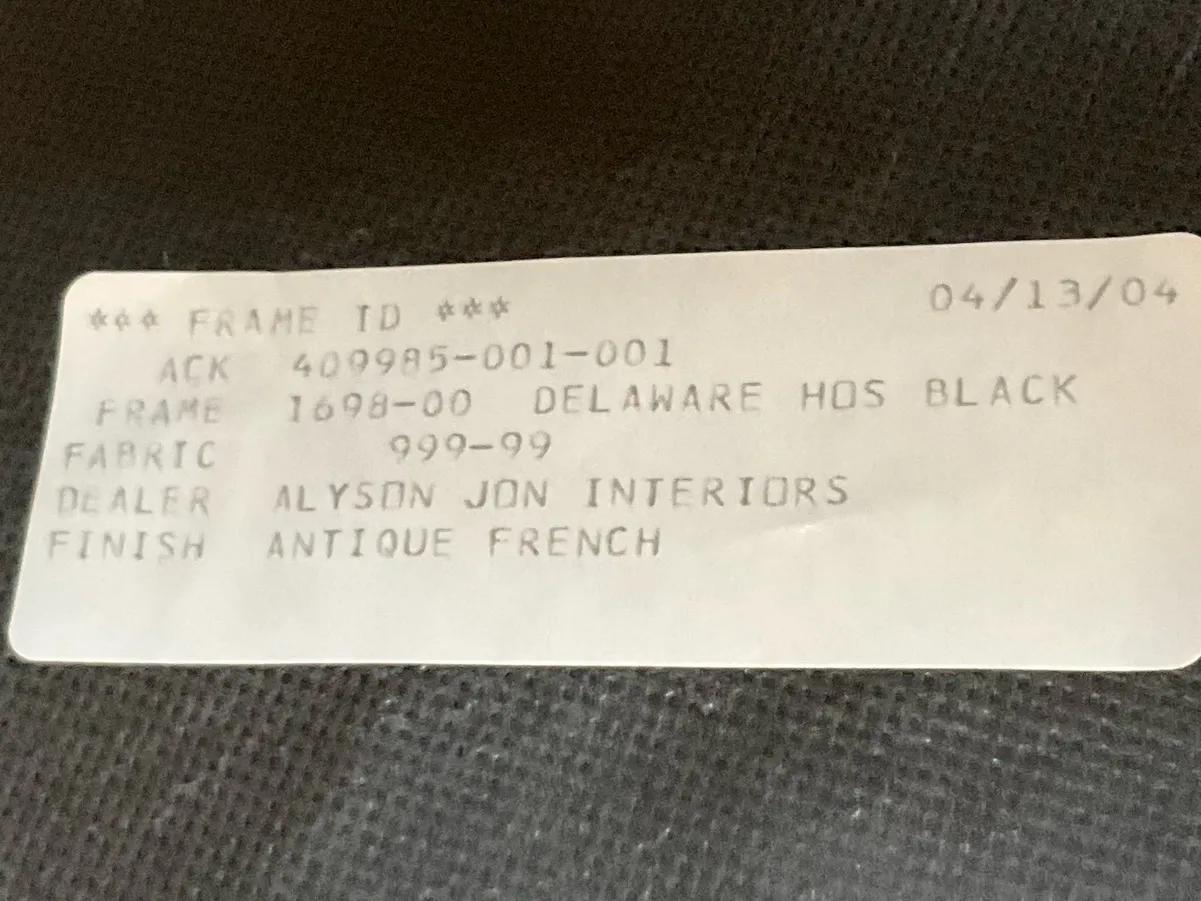 *** FRAME ID *** 04/13/04
ACK 409985-001-001
FRAME 1698-00 DELAWARE HOS BLACK
FABRIC 999-99
DEALER ALYSON JON INTERIORS
FINISH ANTIQUE FRENCH